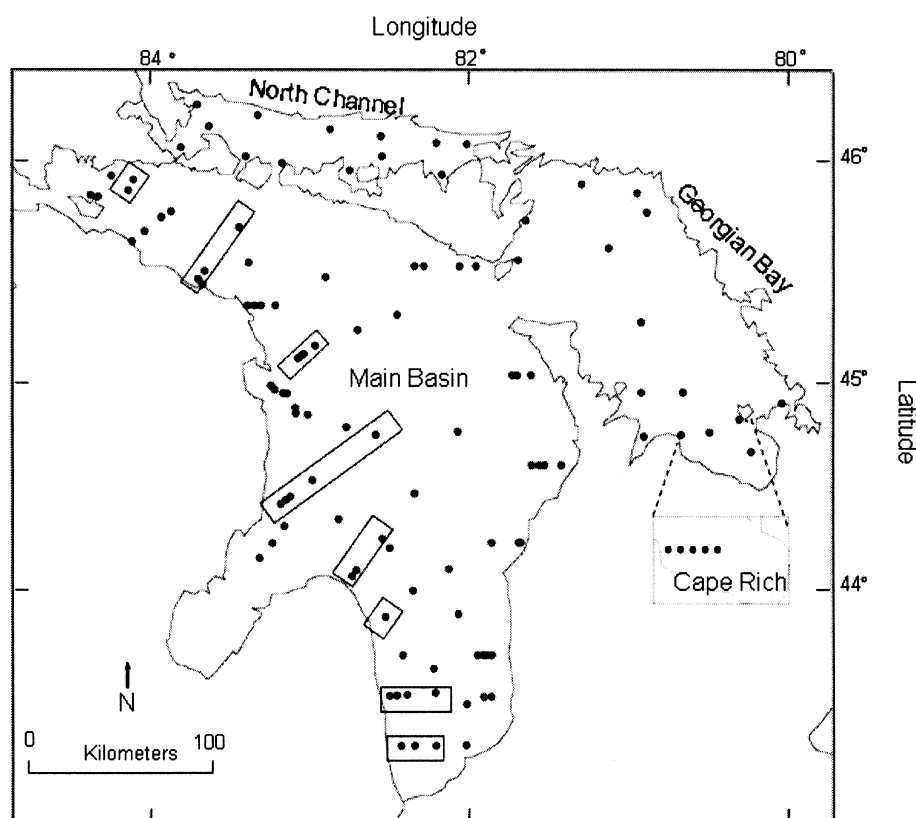 Longitude
84° 82° 80°
North Channel
46°
Georgian Bay
45°
Main Basin
Latitude
Cape Rich
44°
N
0 100
Kilometers